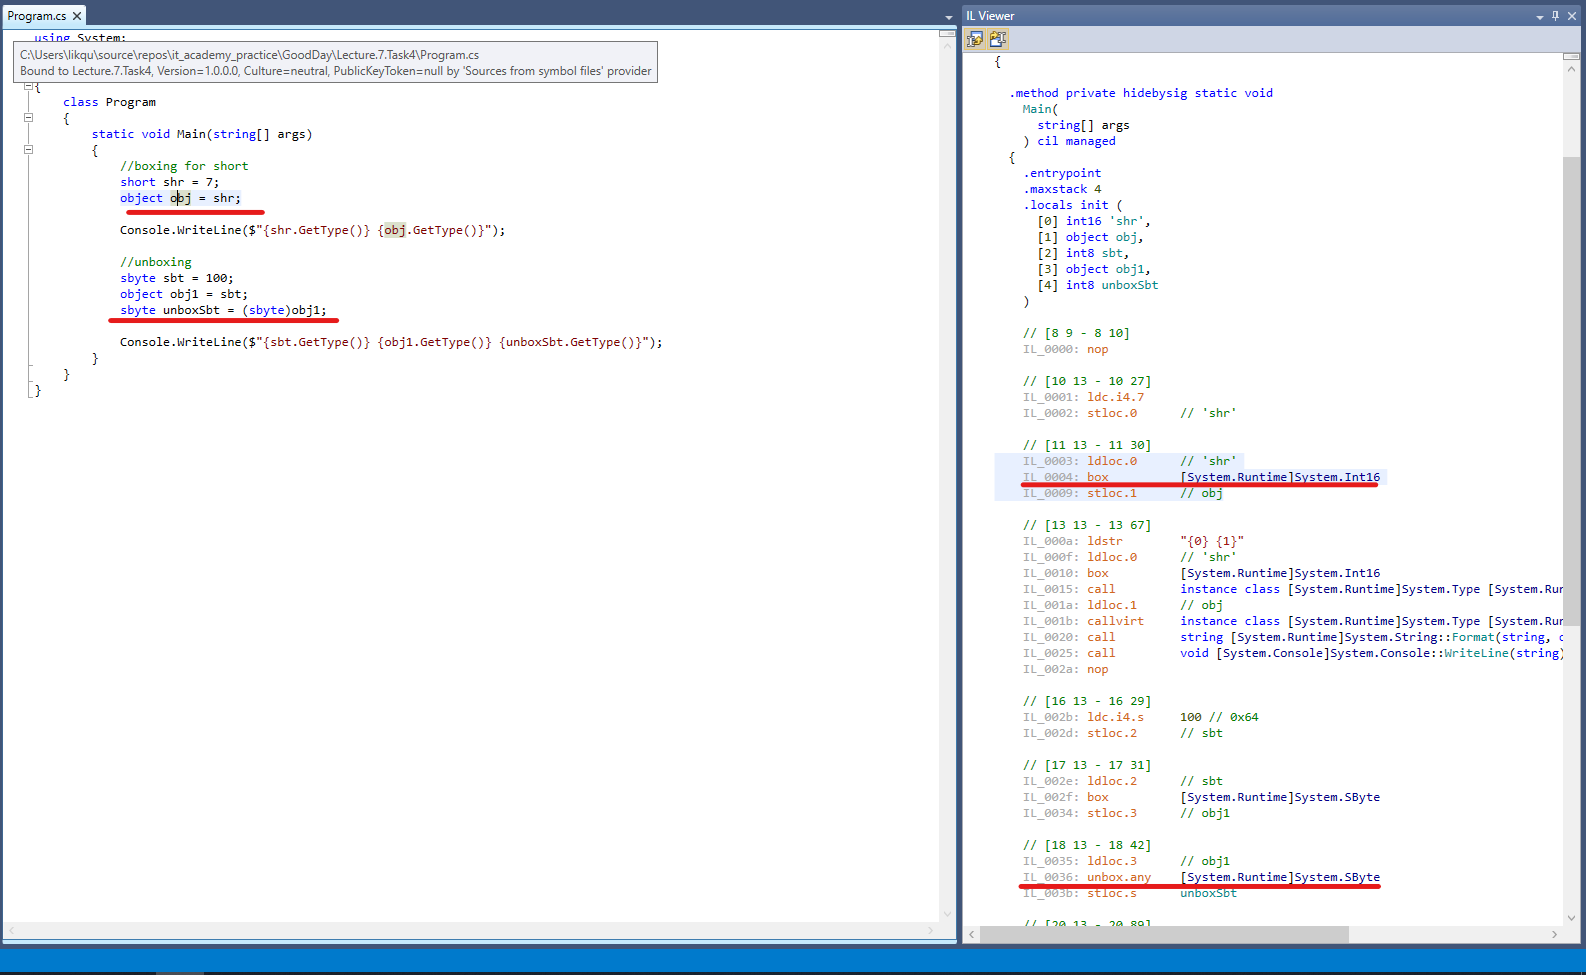 Program.cs
using System;
C:\Users\likqu\source\repos\it_academy_practice\GoodDay\Lecture.7.Task4\Program.cs
Bound to Lecture.7.Task4, Version=1.0.0.0, Culture=neutral, PublicKeyToken=null by 'Sources from symbol files' provider
{
class Program
{
static void Main(string[] args)
{
//boxing for short
short shr = 7;
object obj = shr;
Console.WriteLine($"{shr.GetType()} {obj.GetType()}");
//unboxing
sbyte sbt = 100;
object obj1 = sbt;
sbyte unboxSbt = (sbyte)obj1;
Console.WriteLine($"{sbt.GetType()} {obj1.GetType()} {unboxSbt.GetType()}");
}
}
}
IL Viewer
{
.method private hidebysig static void
Main(
string[] args
) cil managed
{
.entrypoint
.maxstack 4
.locals init (
[0] int16 'shr',
[1] object obj,
[2] int8 sbt,
[3] object obj1,
[4] int8 unboxSbt
)
// [8 9 - 8 10]
IL_0000: nop
// [10 13 - 10 27]
IL_0001: ldc.i4.7
IL_0002: stloc.0 // 'shr'
// [11 13 - 11 30]
IL_0003: ldloc.0 // 'shr'
IL_0004: box [System.Runtime]System.Int16
IL_0009: stloc.1 // obj
// [13 13 - 13 67]
IL_000a: ldstr "{0} {1}"
IL_000f: ldloc.0 // 'shr'
IL_0010: box [System.Runtime]System.Int16
IL_0015: call instance class [System.Runtime]System.Type [System.Run
IL_001a: ldloc.1 // obj
IL_001b: callvirt instance class [System.Runtime]System.Type [System.Run
IL_0020: call string [System.Runtime]System.String::Format(string,
IL_0025: call void [System.Console]System.Console::WriteLine(string)
IL_002a: nop
// [16 13 - 16 29]
IL_002b: ldc.i4.s 100 // 0x64
IL_002d: stloc.2 // sbt
// [17 13 - 17 31]
IL_002e: ldloc.2 // sbt
IL_002f: box [System.Runtime]System.SByte
IL_0034: stloc.3 // obj1
// [18 13 - 18 42]
IL_0035: ldloc.3 // obj1
IL_0036: unbox.any [System.Runtime]System.SByte
IL_003b: stloc.s unboxSbt
// [20 13 - 20 89]